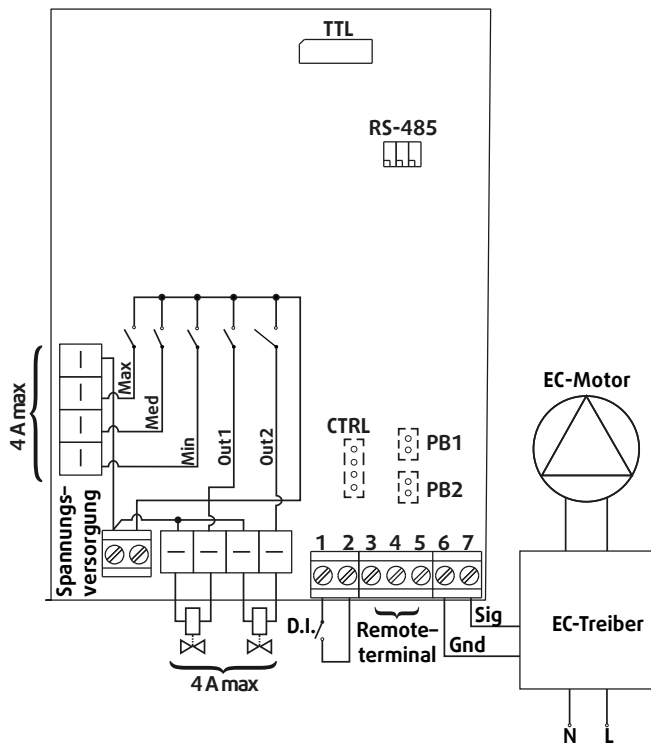 TTL
RS-485
4 A max
Max
Med
Min
Out1
Out2
CTRL
PB1
PB2
EC-Motor
Spannungs-
versorgung
1 2 3 4 5 6 7
D.I.
Remote-
terminal
Sig
Gnd
EC-Treiber
4 A max
N L